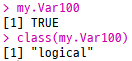 > my.Var100
[1] TRUE
> class(my.Var100)
[1] "logical"